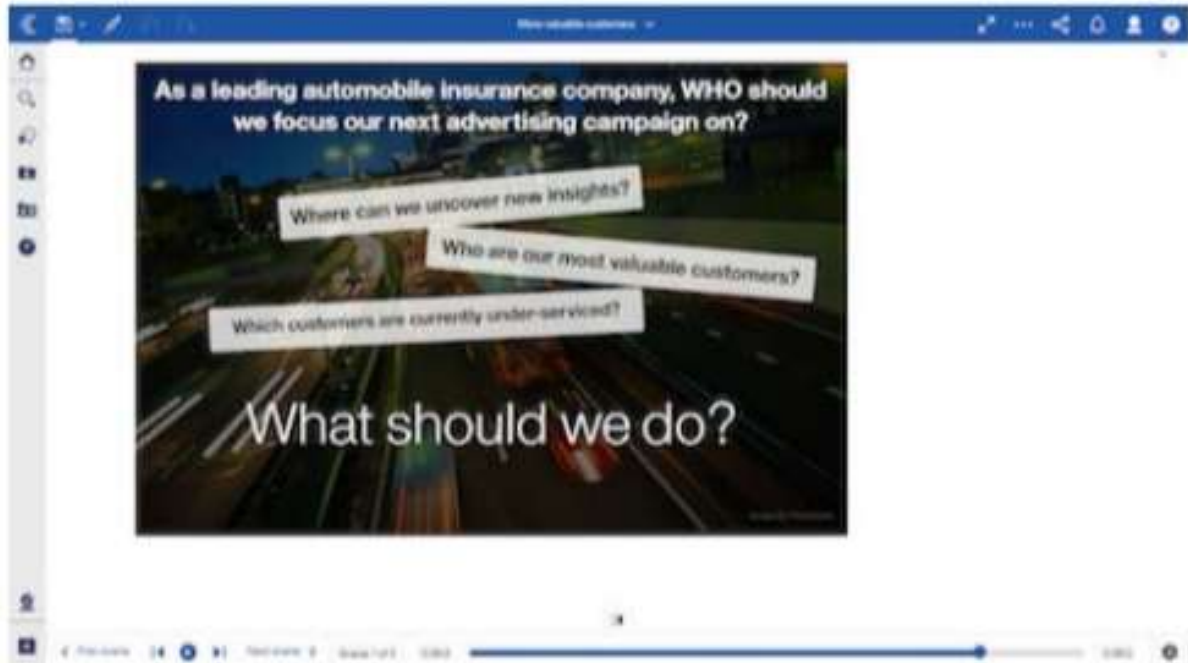 As a leading automobile insurance company, WHO should
we focus our next advertising campaign on?
Where can we uncover new insights?
Who are our most valuable customers?
Which customers are currently under-serviced?
What should we do?